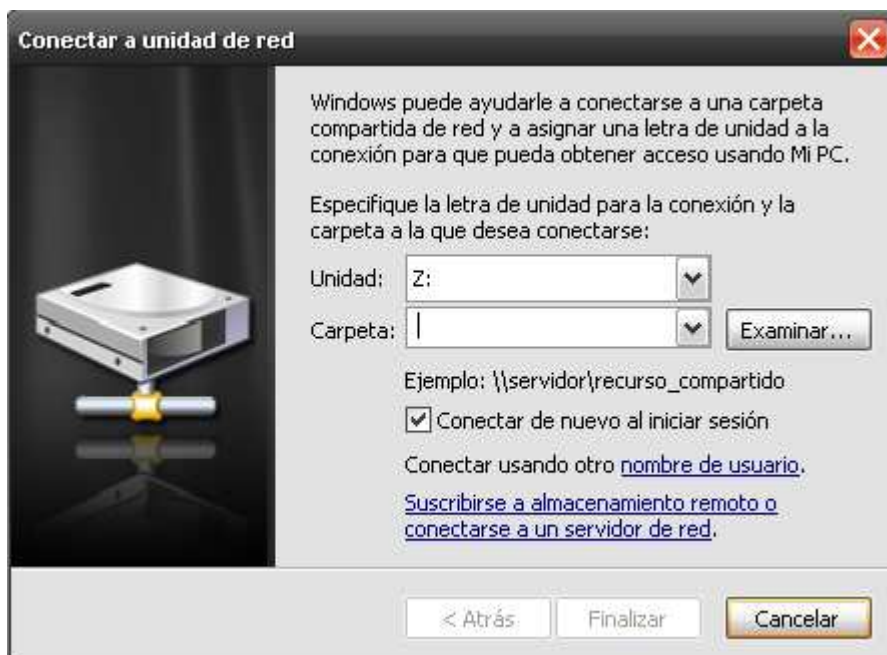 Conectar a unidad de red
Windows puede ayudarle a conectarse a una carpeta
compartida de red y a asignar una letra de unidad a la
conexión para que pueda obtener acceso usando Mi PC.
Especifique la letra de unidad para la conexión y la
carpeta a la que desea conectarse:
Unidad: Z:
Carpeta: Examinar...
Ejemplo: \\servidor\recurso_compartido
Conectar de nuevo al iniciar sesión
Conectar usando otro nombre de usuario.
Suscribirse a almacenamiento remoto o
conectarse a un servidor de red.
< Atrás Finalizar Cancelar